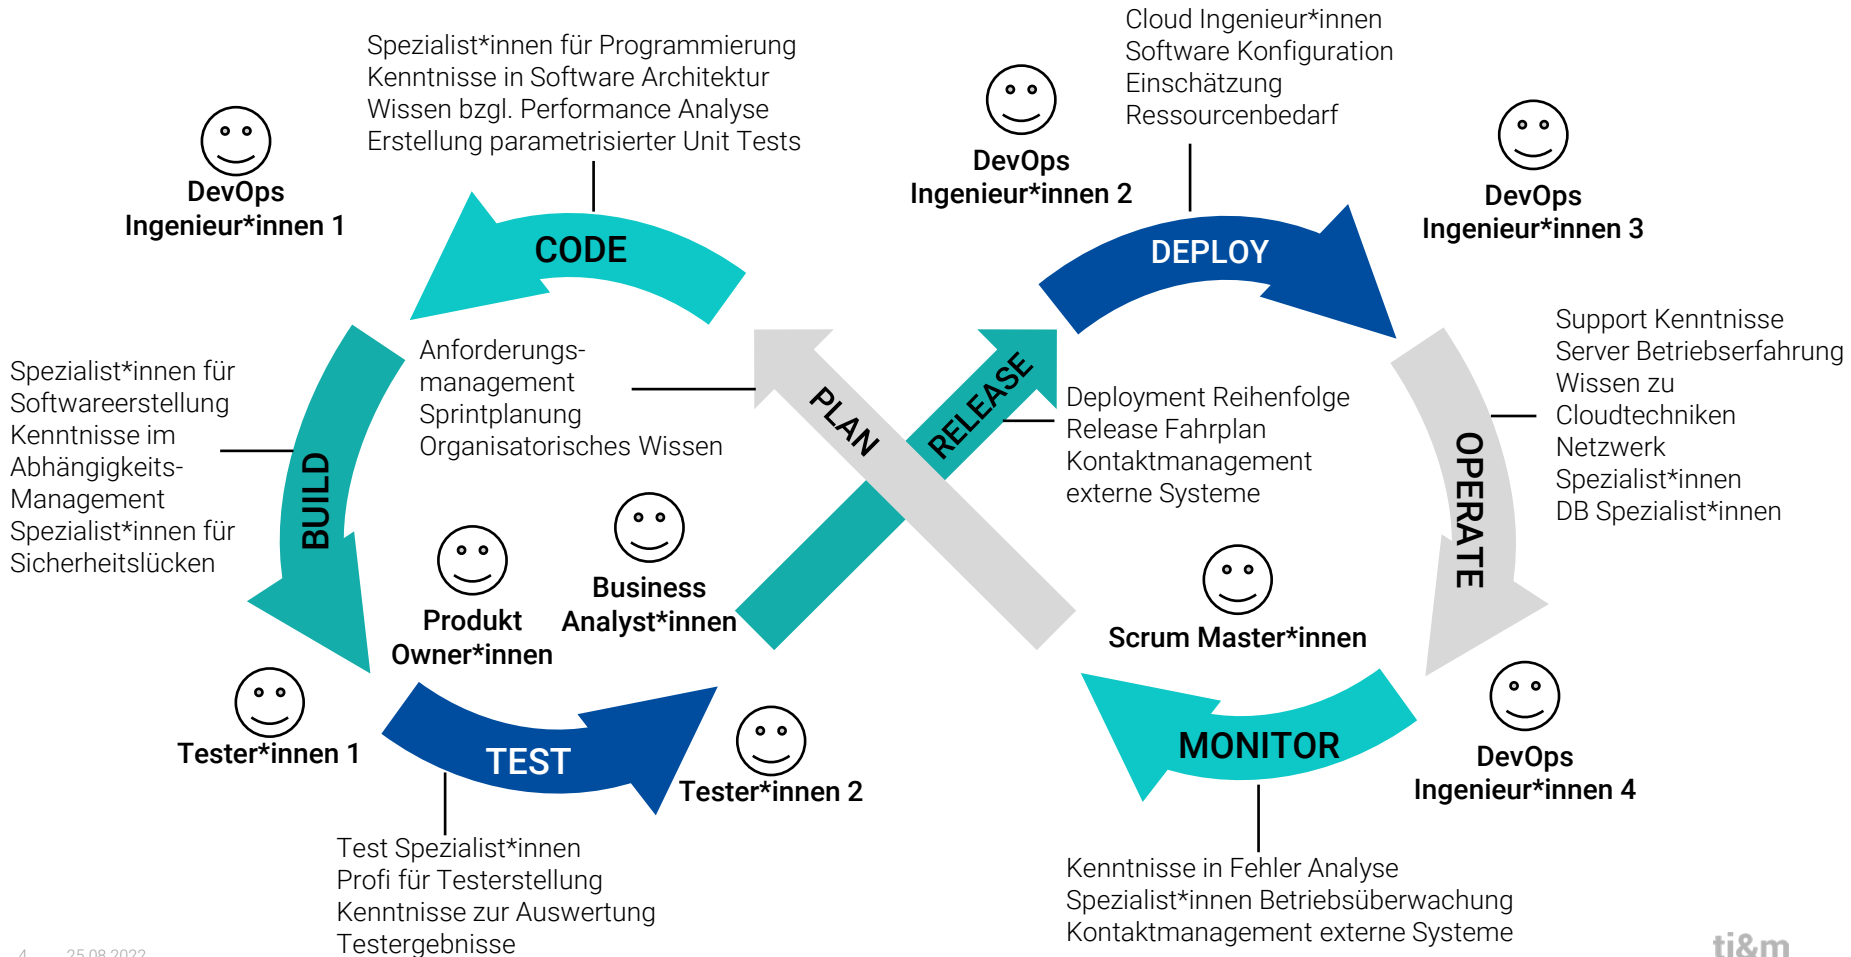 Spezialist*innen für Programmierung
Kenntnisse in Software Architektur
Wissen bzgl. Performance Analyse
Erstellung parametrisierter Unit Tests
Cloud Ingenieur*innen
Software Konfiguration
Einschätzung
Ressourcenbedarf
DevOps
Ingenieur*innen 1
DevOps
Ingenieur*innen 2
DevOps
Ingenieur*innen 3
CODE
DEPLOY
Spezialist*innen für
Softwareerstellung
Kenntnisse im
Abhängigkeits-
Management
Spezialist*innen für
Sicherheitslücken
BUILD
Anforderungs-
management
Sprintplanung
Organisatorisches Wissen
PLAN
RELEASE
Deployment Reihenfolge
Release Fahrplan
Kontaktmanagement
externe Systeme
OPERATE
Support Kenntnisse
Server Betriebserfahrung
Wissen zu
Cloudtechniken
Netzwerk
Spezialist*innen
DB Spezialist*innen
Produkt
Owner*innen
Business
Analyst*innen
Scrum Master*innen
Tester*innen 1
TEST
Tester*innen 2
MONITOR
DevOps
Ingenieur*innen 4
Test Spezialist*innen
Profi für Testerstellung
Kenntnisse zur Auswertung
Testergebnisse
Kenntnisse in Fehler Analyse
Spezialist*innen Betriebsüberwachung
Kontaktmanagement externe Systeme
4 25.08.2022
ti&m